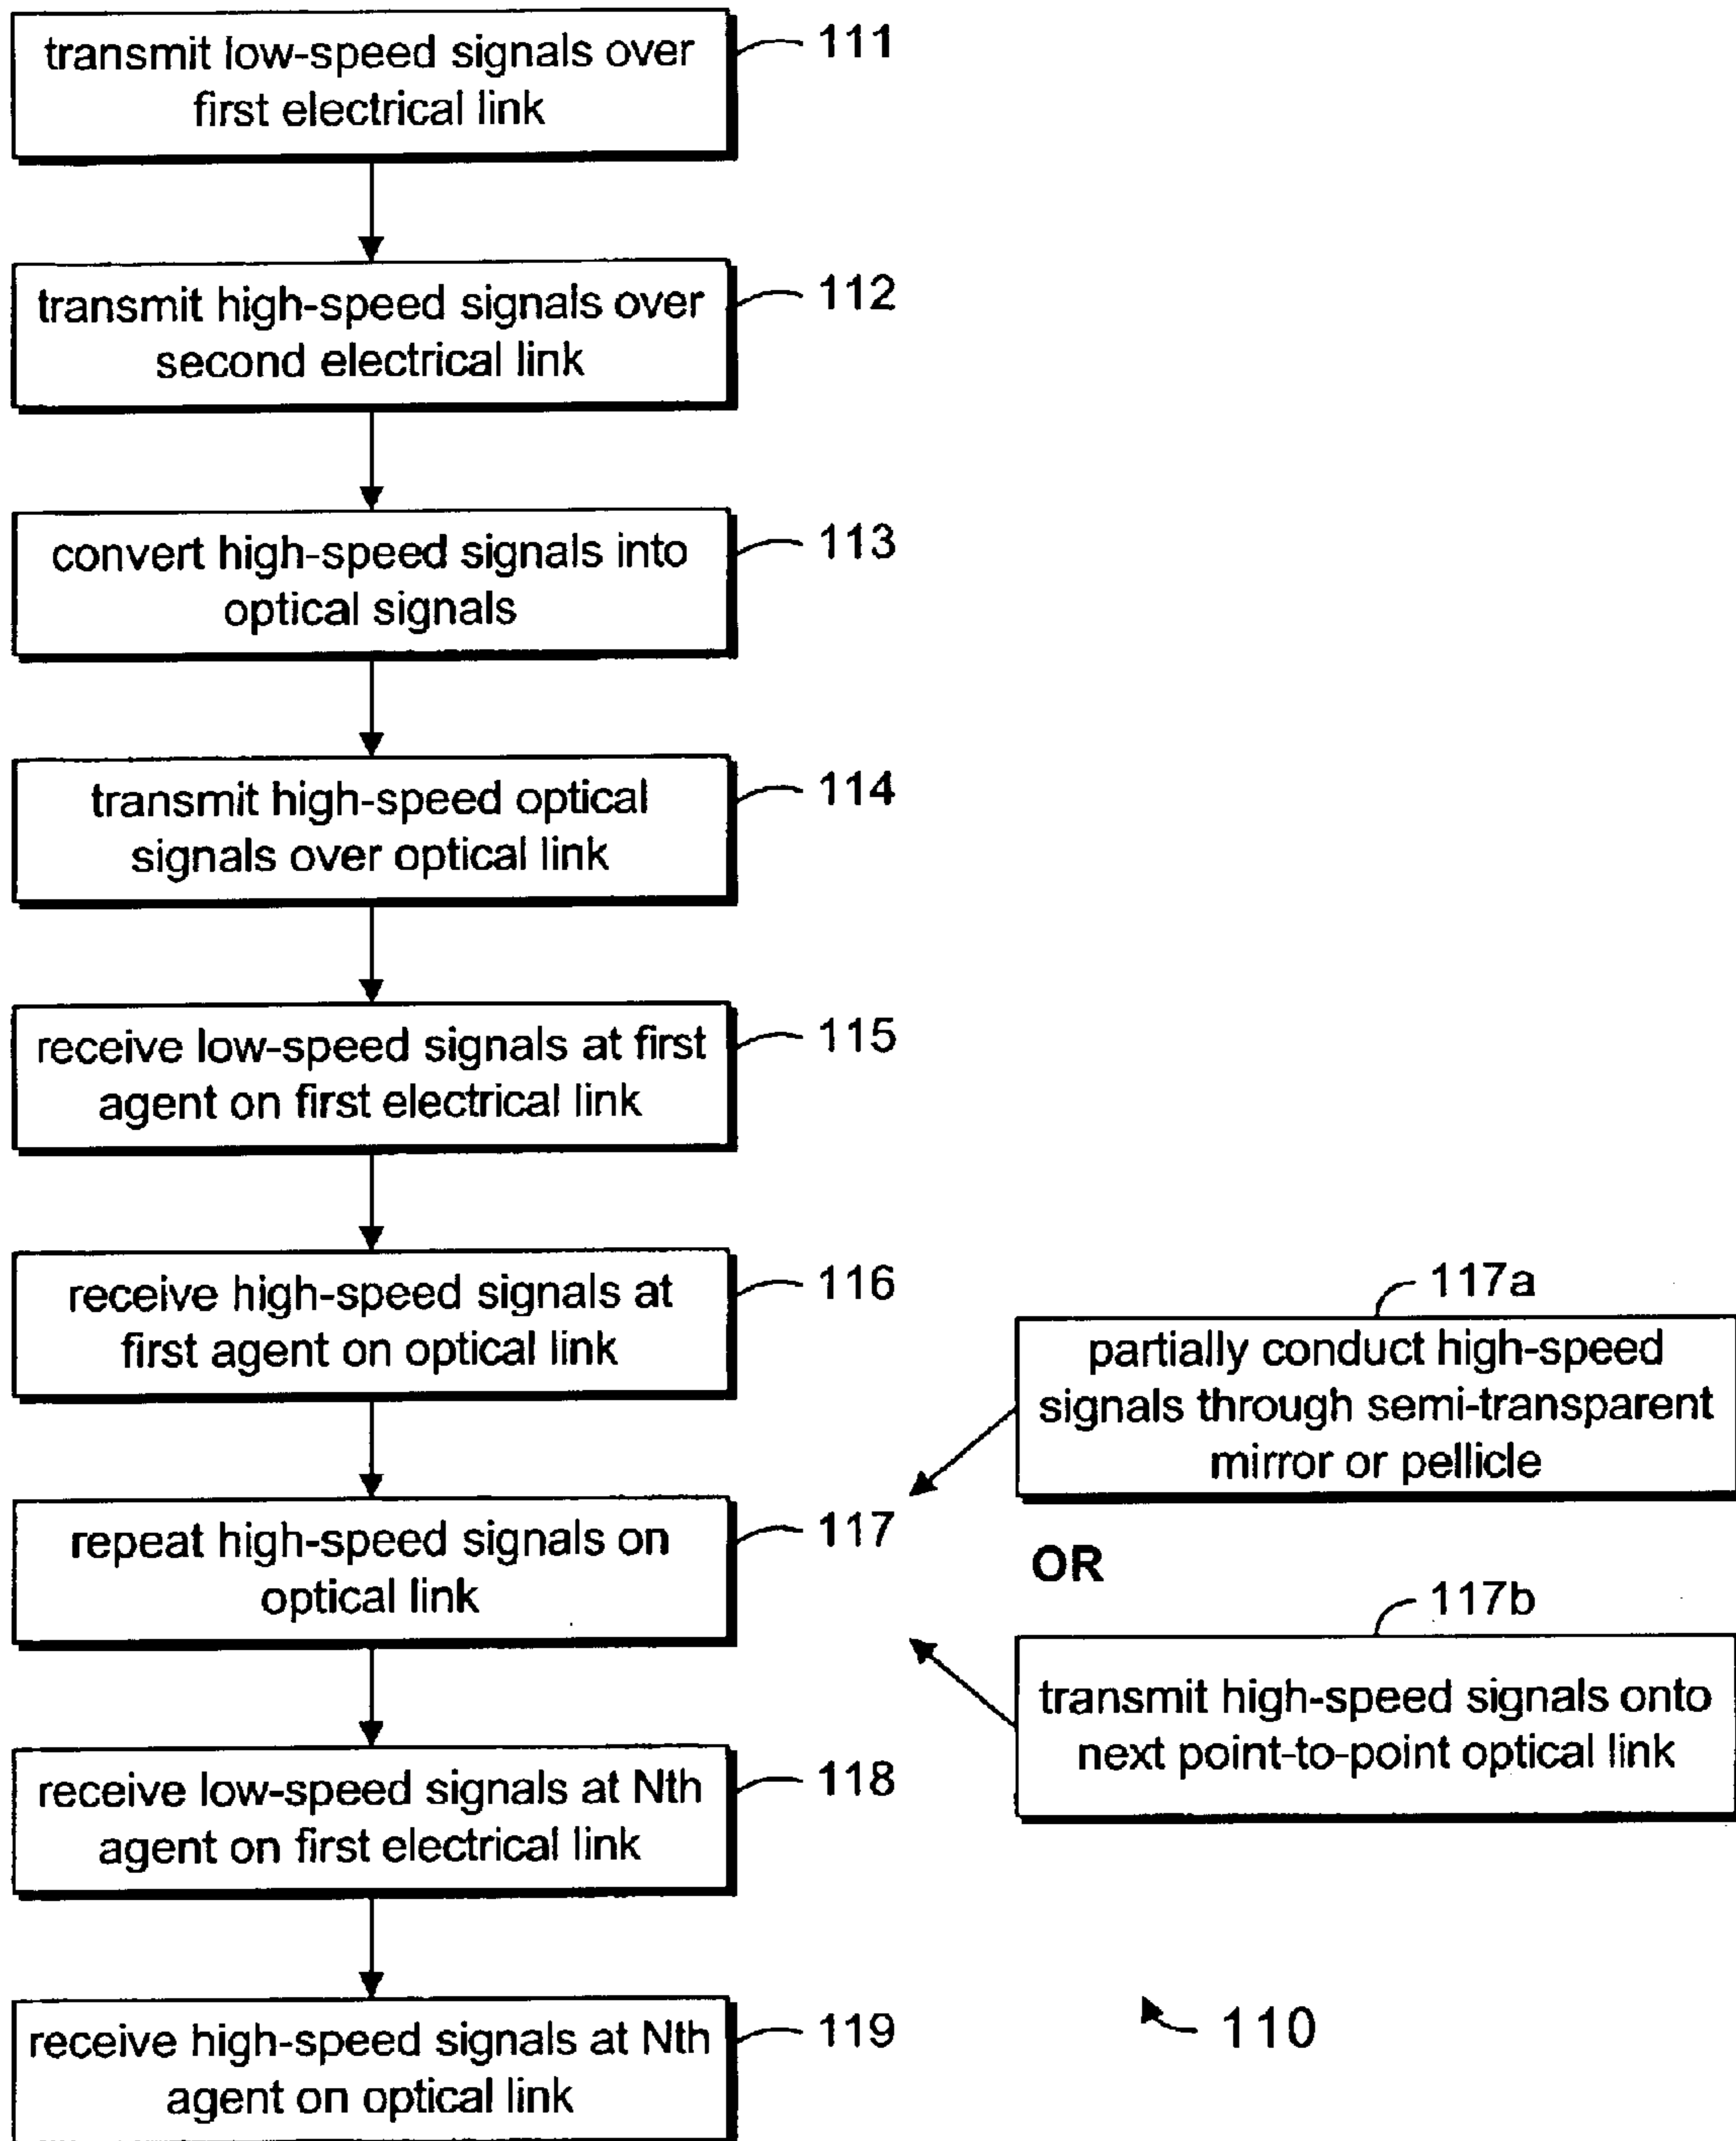 transmit low-speed signals over
first electrical link
111
transmit high-speed signals over
second electrical link
112
convert high-speed signals into
optical signals
113
transmit high-speed optical
signals over optical link
114
receive low-speed signals at first
agent on first electrical link
115
receive high-speed signals at
first agent on optical link
116
repeat high-speed signals on
optical link
117
117a
partially conduct high-speed
signals through semi-transparent
mirror or pellicle
OR
117b
transmit high-speed signals onto
next point-to-point optical link
receive low-speed signals at Nth
agent on first electrical link
118
receive high-speed signals at Nth
agent on optical link
119
110